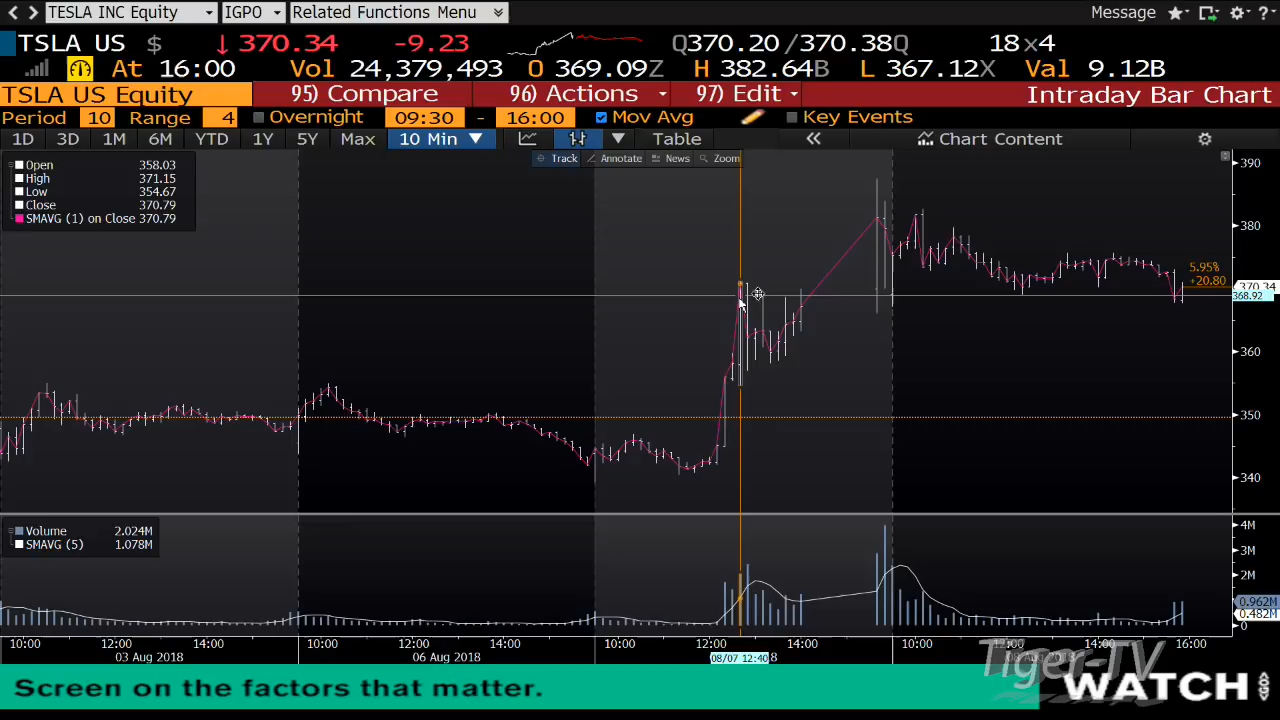 TESLA INC Equity IGPO Related Functions Menu Message ?
TSLA US $ ↓370.34 -9.23 Q370.20/370.38Q 18x4
At 16:00 Vol 24,379,493 O 369.09Z H 382.64B L 367.12X Val 9.12B
TSLA US Equity 95) Compare 96) Actions 97) Edit Intraday Bar Chart
Period 10 Range 4 Overnight 09:30 - 16:00 Mov Avg Key Events
1D 3D 1M 6M YTD 1Y 5Y Max 10 Min ▼ Table « Chart Content
Track Annotate News Zoom
Open 358.03
High 371.15
Low 354.67
Close 370.79
SMAVG (1) on Close 370.79
390
380
5.95%
+20.80
370.34
368.92
360
350
340
Volume 2.024M
SMAVG (5) 1.078M
4M
3M
2M
0.962M
0.482M
0
10:00 12:00 14:00 10:00 12:00 14:00 10:00 12:00 14:00 10:00 12:00 14:00 16:00
03 Aug 2018 06 Aug 2018 08/07 12:40 8 08 Aug 2018
Tiger-TV
Screen on the factors that matter.
WATCH